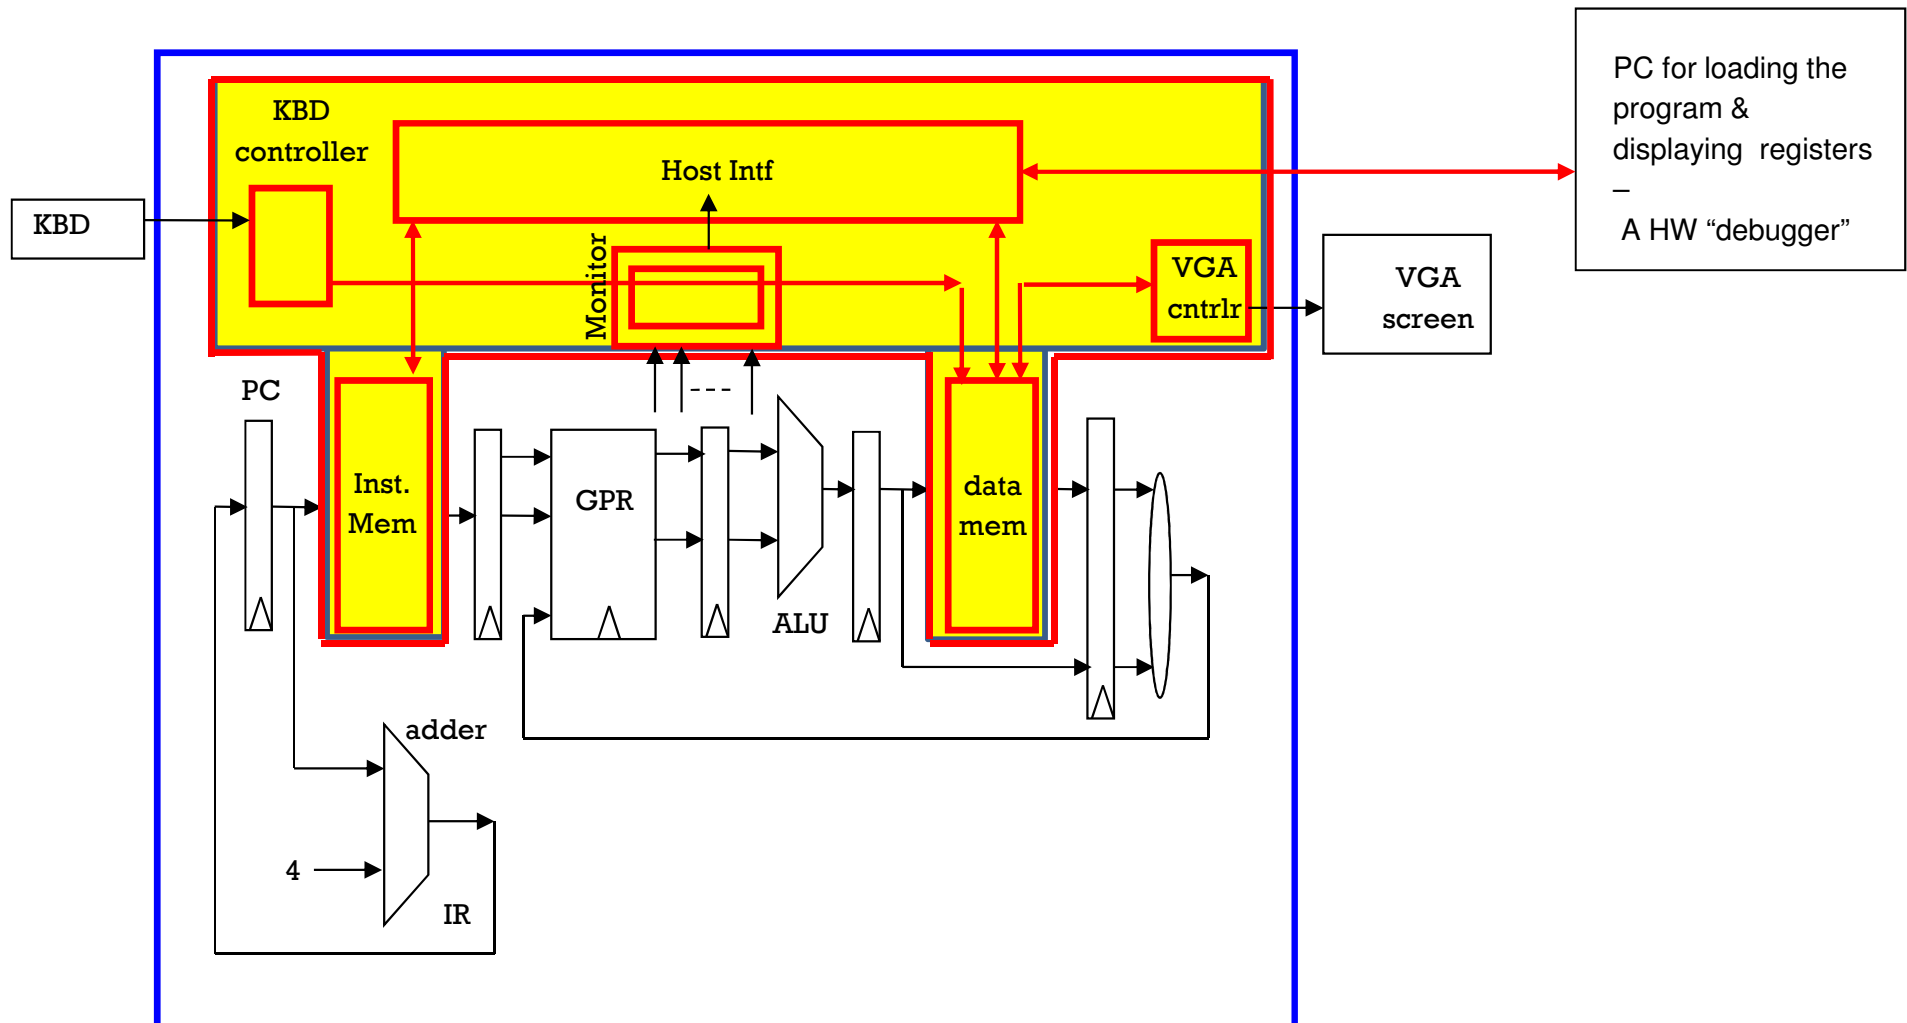 KBD
controller
Host Intf
KBD
Monitor
VGA
cntrlr
PC for loading the
program &
displaying registers
–
A HW “debugger”
VGA
screen
PC
---
Inst.
Mem
GPR
ALU
data
mem
adder
4
IR